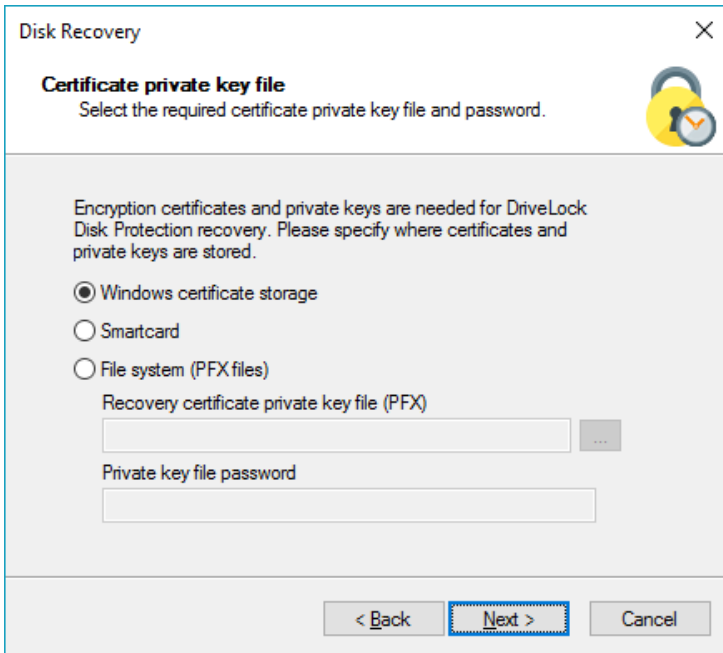 Disk Recovery
Certificate private key file
Select the required certificate private key file and password.
Encryption certificates and private keys are needed for DriveLock
Disk Protection recovery. Please specify where certificates and
private keys are stored.
Windows certificate storage
Smartcard
File system (PFX files)
Recovery certificate private key file (PFX)
...
Private key file password
< Back
Next >
Cancel